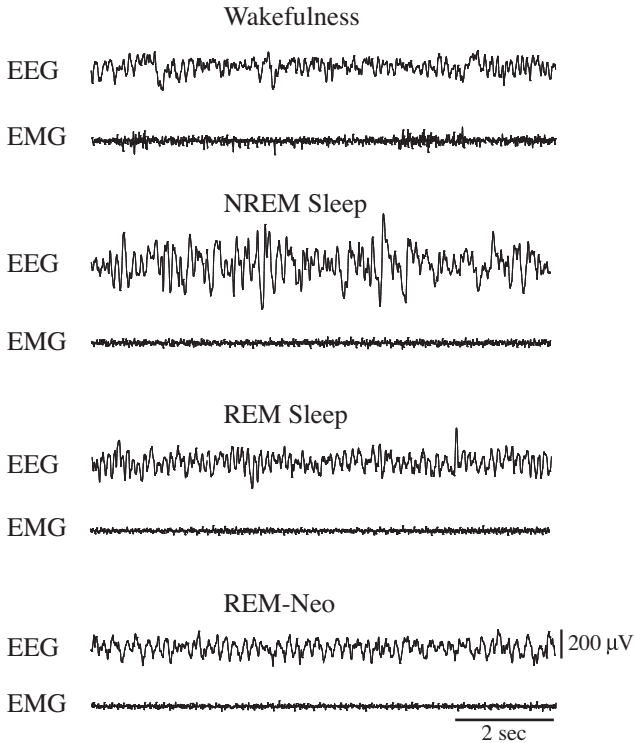 Wakefulness
EEG
EMG
NREM Sleep
EEG
EMG
REM Sleep
EEG
EMG
REM-Neo
EEG
200 μV
EMG
2 sec